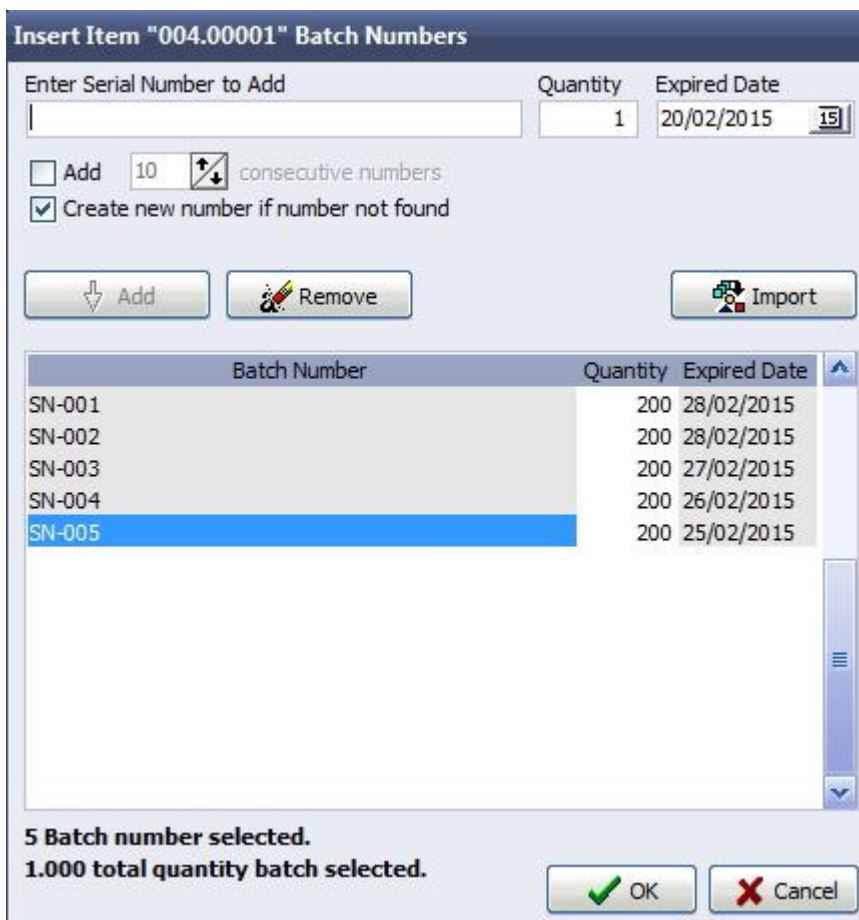 Insert Item "004.00001" Batch Numbers
Enter Serial Number to Add Quantity Expired Date
1 20/02/2015 15
Add 10 consecutive numbers
Create new number if number not found
Add Remove Import
Batch Number Quantity Expired Date
SN-001 200 28/02/2015
SN-002 200 28/02/2015
SN-003 200 27/02/2015
SN-004 200 26/02/2015
SN-005 200 25/02/2015
5 Batch number selected.
1.000 total quantity batch selected.
OK Cancel